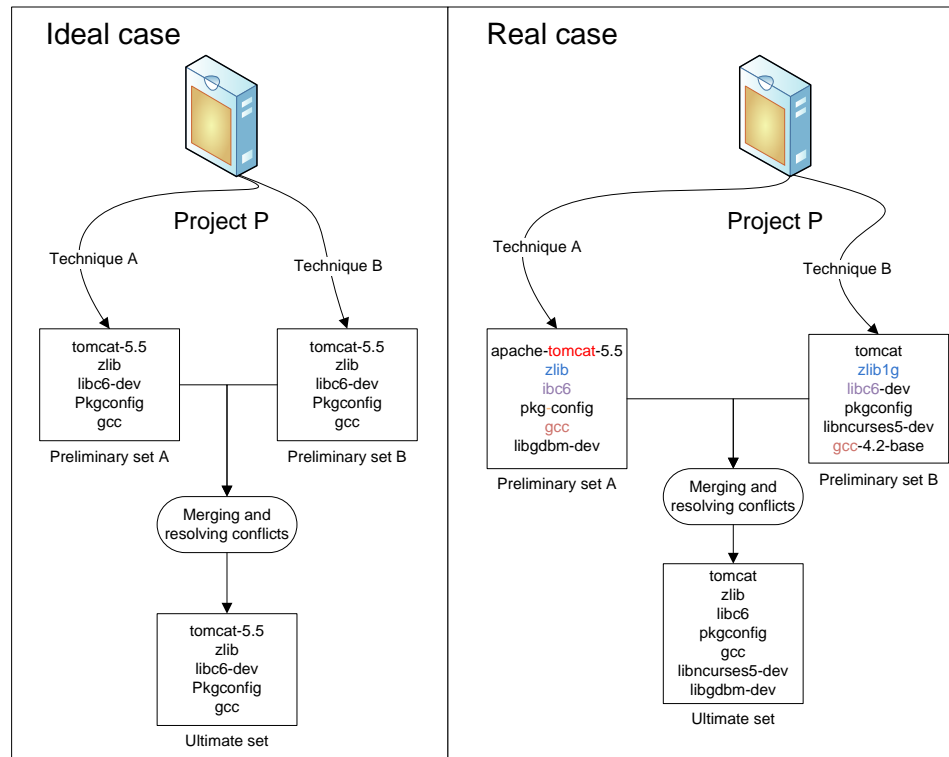 Ideal case
Project P
Technique A
Technique B
tomcat-5.5
zlib
libc6-dev
Pkgconfig
gcc
Preliminary set A
tomcat-5.5
zlib
libc6-dev
Pkgconfig
gcc
Preliminary set B
Merging and
resolving conflicts
tomcat-5.5
zlib
libc6-dev
Pkgconfig
gcc
Ultimate set
Real case
Project P
Technique A
Technique B
apache-tomcat-5.5
zlib
ibc6
pkg-config
gcc
libgdbm-dev
Preliminary set A
tomcat
zlib1g
libc6-dev
pkgconfig
libncurses5-dev
gcc-4.2-base
Preliminary set B
Merging and
resolving conflicts
tomcat
zlib
libc6
pkgconfig
gcc
libncurses5-dev
libgdbm-dev
Ultimate set